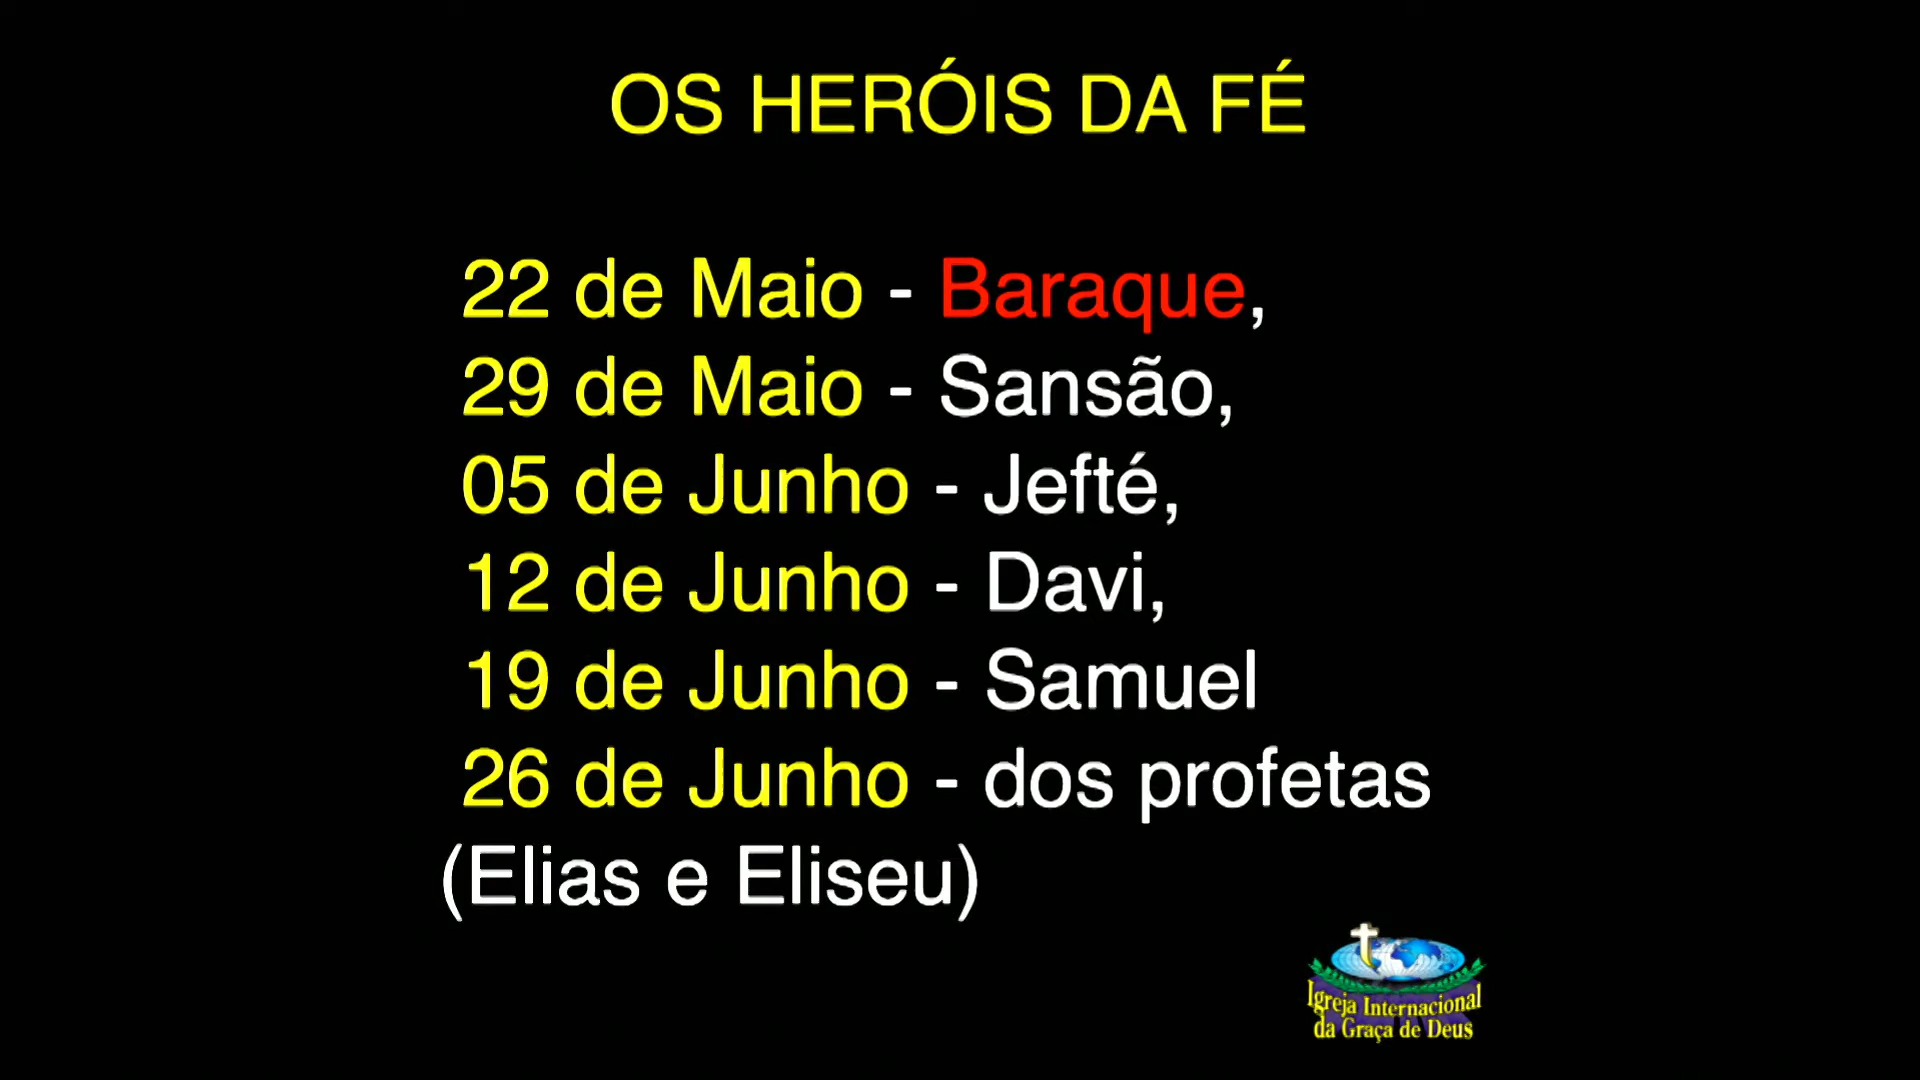 OS HERÓIS DA FÉ
22 de Maio - Baraque,
29 de Maio - Sansão,
05 de Junho - Jefté,
12 de Junho - Davi,
19 de Junho - Samuel
26 de Junho - dos profetas
(Elias e Eliseu)
Igreja Internacional
da Graça de Deus